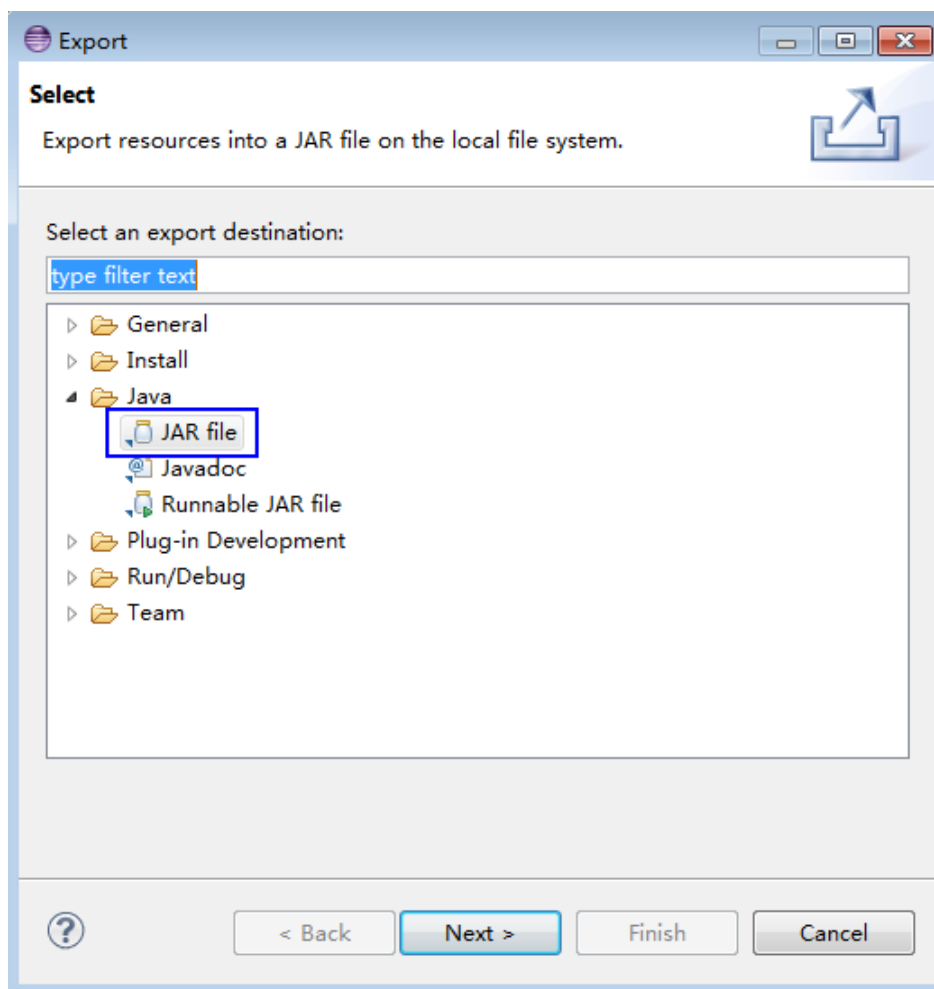 Export
Select
Export resources into a JAR file on the local file system.
Select an export destination:
type filter text
General
Install
Java
JAR file
Javadoc
Runnable JAR file
Plug-in Development
Run/Debug
Team
? < Back Next > Finish Cancel